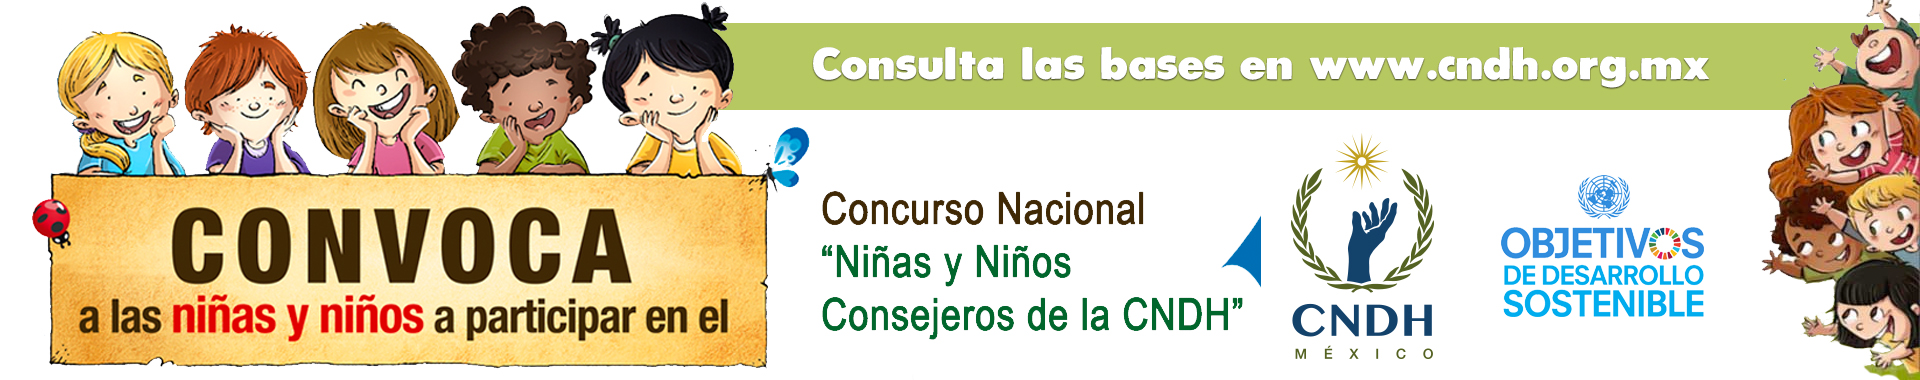 Consulta las bases en www.cndh.org.mx
CONVOCA
a las niñas y niños a participar en el
Concurso Nacional
“Niñas y Niños
Consejeros de la CNDH”
CNDH
MÉXICO
OBJETIVOS
DE DESARROLLO
SOSTENIBLE